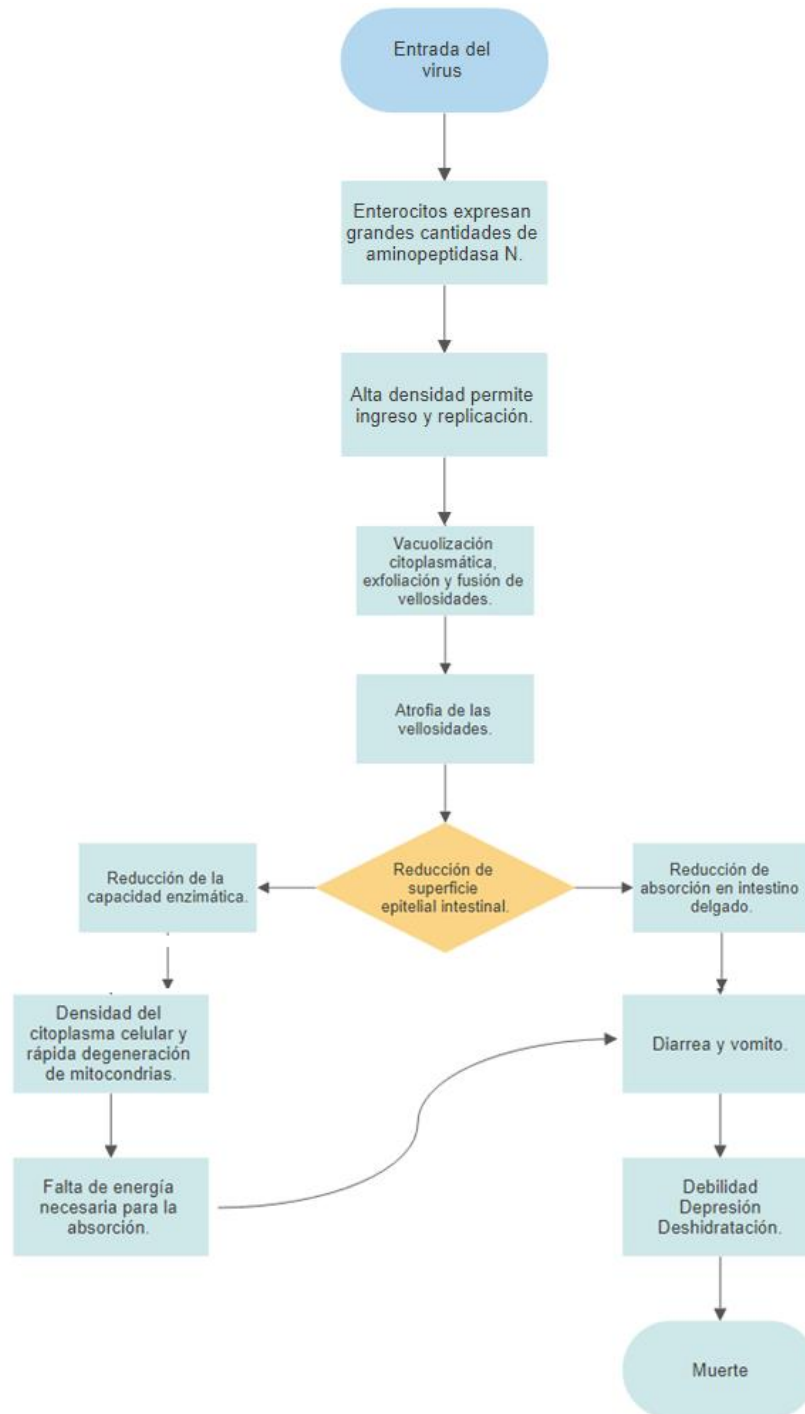 Entrada del
virus
Enterocitos expresan
grandes cantidades de
aminopeptidasa N.
Alta densidad permite
ingreso y replicación.
Vacuolización
citoplasmática,
exfoliación y fusión de
vellosidades.
Atrofia de las
vellosidades.
Reducción de
superficie
epitelial intestinal.
Reducción de la
capacidad enzimática.
Densidad del
citoplasma celular y
rápida degeneración
de mitocondrias.
Falta de energía
necesaria para la
absorción.
Reducción de
absorción en intestino
delgado.
Diarrea y vomito.
Debilidad
Depresión
Deshidratación.
Muerte